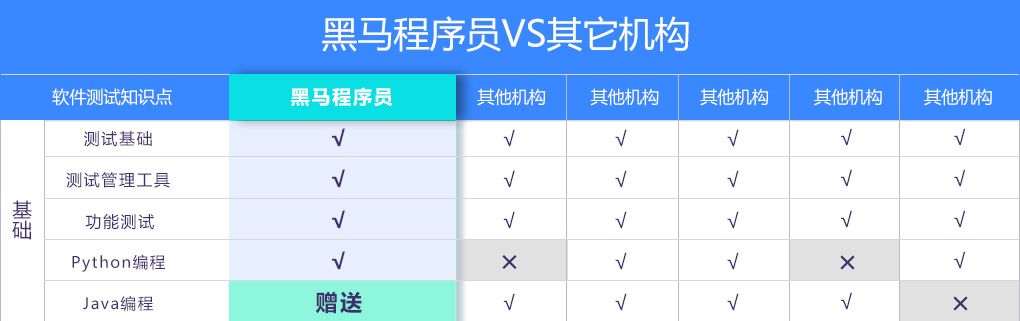 黑马程序员VS其它机构
软件测试知识点 黑马程序员 其他机构 其他机构 其他机构 其他机构 其他机构
基础
测试基础 √ √ √ √ √ √
测试管理工具 √ √ √ √ √ √
功能测试 √ √ √ √ √ √
Python编程 √ × √ √ × √
Java编程 赠送 √ √ √ √ ×